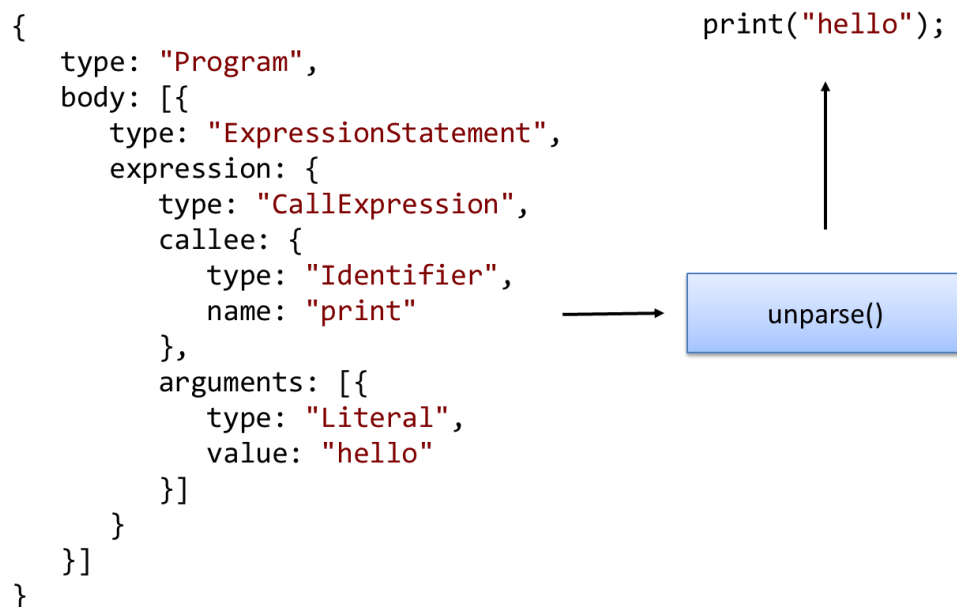 {
   type: "Program",
   body: [{
      type: "ExpressionStatement",
      expression: {
         type: "CallExpression",
         callee: {
            type: "Identifier",
            name: "print"
         },
         arguments: [{
            type: "Literal",
            value: "hello"
         }]
      }
   }]
}
print("hello");
unparse()